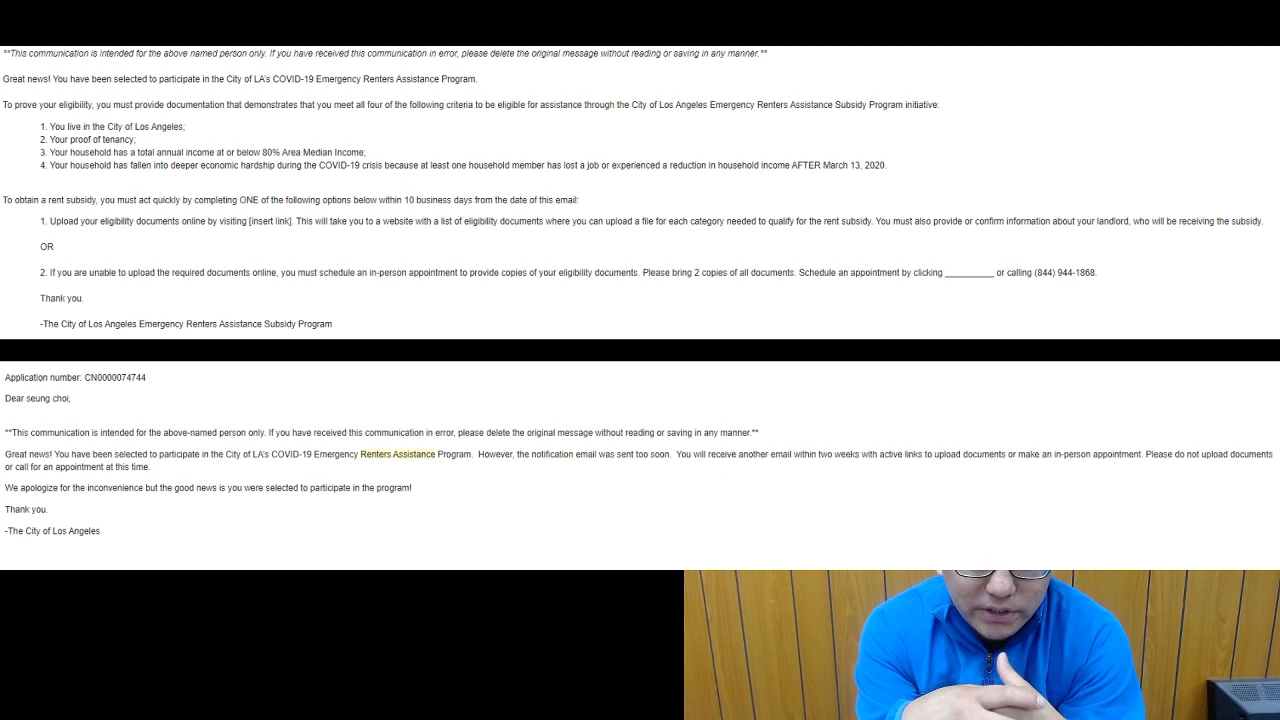 **This communication is intended for the above named person only. If you have received this communication in error, please delete the original message without reading or saving in any manner.**
Great news! You have been selected to participate in the City of LA's COVID-19 Emergency Renters Assistance Program.
To prove your eligibility, you must provide documentation that demonstrates that you meet all four of the following criteria to be eligible for assistance through the City of Los Angeles Emergency Renters Assistance Subsidy Program initiative:
1. You live in the City of Los Angeles;
2. Your proof of tenancy;
3. Your household has a total annual income at or below 80% Area Median Income;
4. Your household has fallen into deeper economic hardship during the COVID-19 crisis because at least one household member has lost a job or experienced a reduction in household income AFTER March 13, 2020.
To obtain a rent subsidy, you must act quickly by completing ONE of the following options below within 10 business days from the date of this email:
1. Upload your eligibility documents online by visiting [insert link]. This will take you to a website with a list of eligibility documents where you can upload a file for each category needed to qualify for the rent subsidy. You must also provide or confirm information about your landlord, who will be receiving the subsidy.
OR
2. If you are unable to upload the required documents online, you must schedule an in-person appointment to provide copies of your eligibility documents. Please bring 2 copies of all documents. Schedule an appointment by clicking __________ or calling (844) 944-1868.
Thank you.
-The City of Los Angeles Emergency Renters Assistance Subsidy Program
Application number: CN0000074744
Dear seung choi,
**This communication is intended for the above-named person only. If you have received this communication in error, please delete the original message without reading or saving in any manner.**
Great news! You have been selected to participate in the City of LA's COVID-19 Emergency Renters Assistance Program. However, the notification email was sent too soon. You will receive another email within two weeks with active links to upload documents or make an in-person appointment. Please do not upload documents
or call for an appointment at this time.
We apologize for the inconvenience but the good news is you were selected to participate in the program!
Thank you.
-The City of Los Angeles